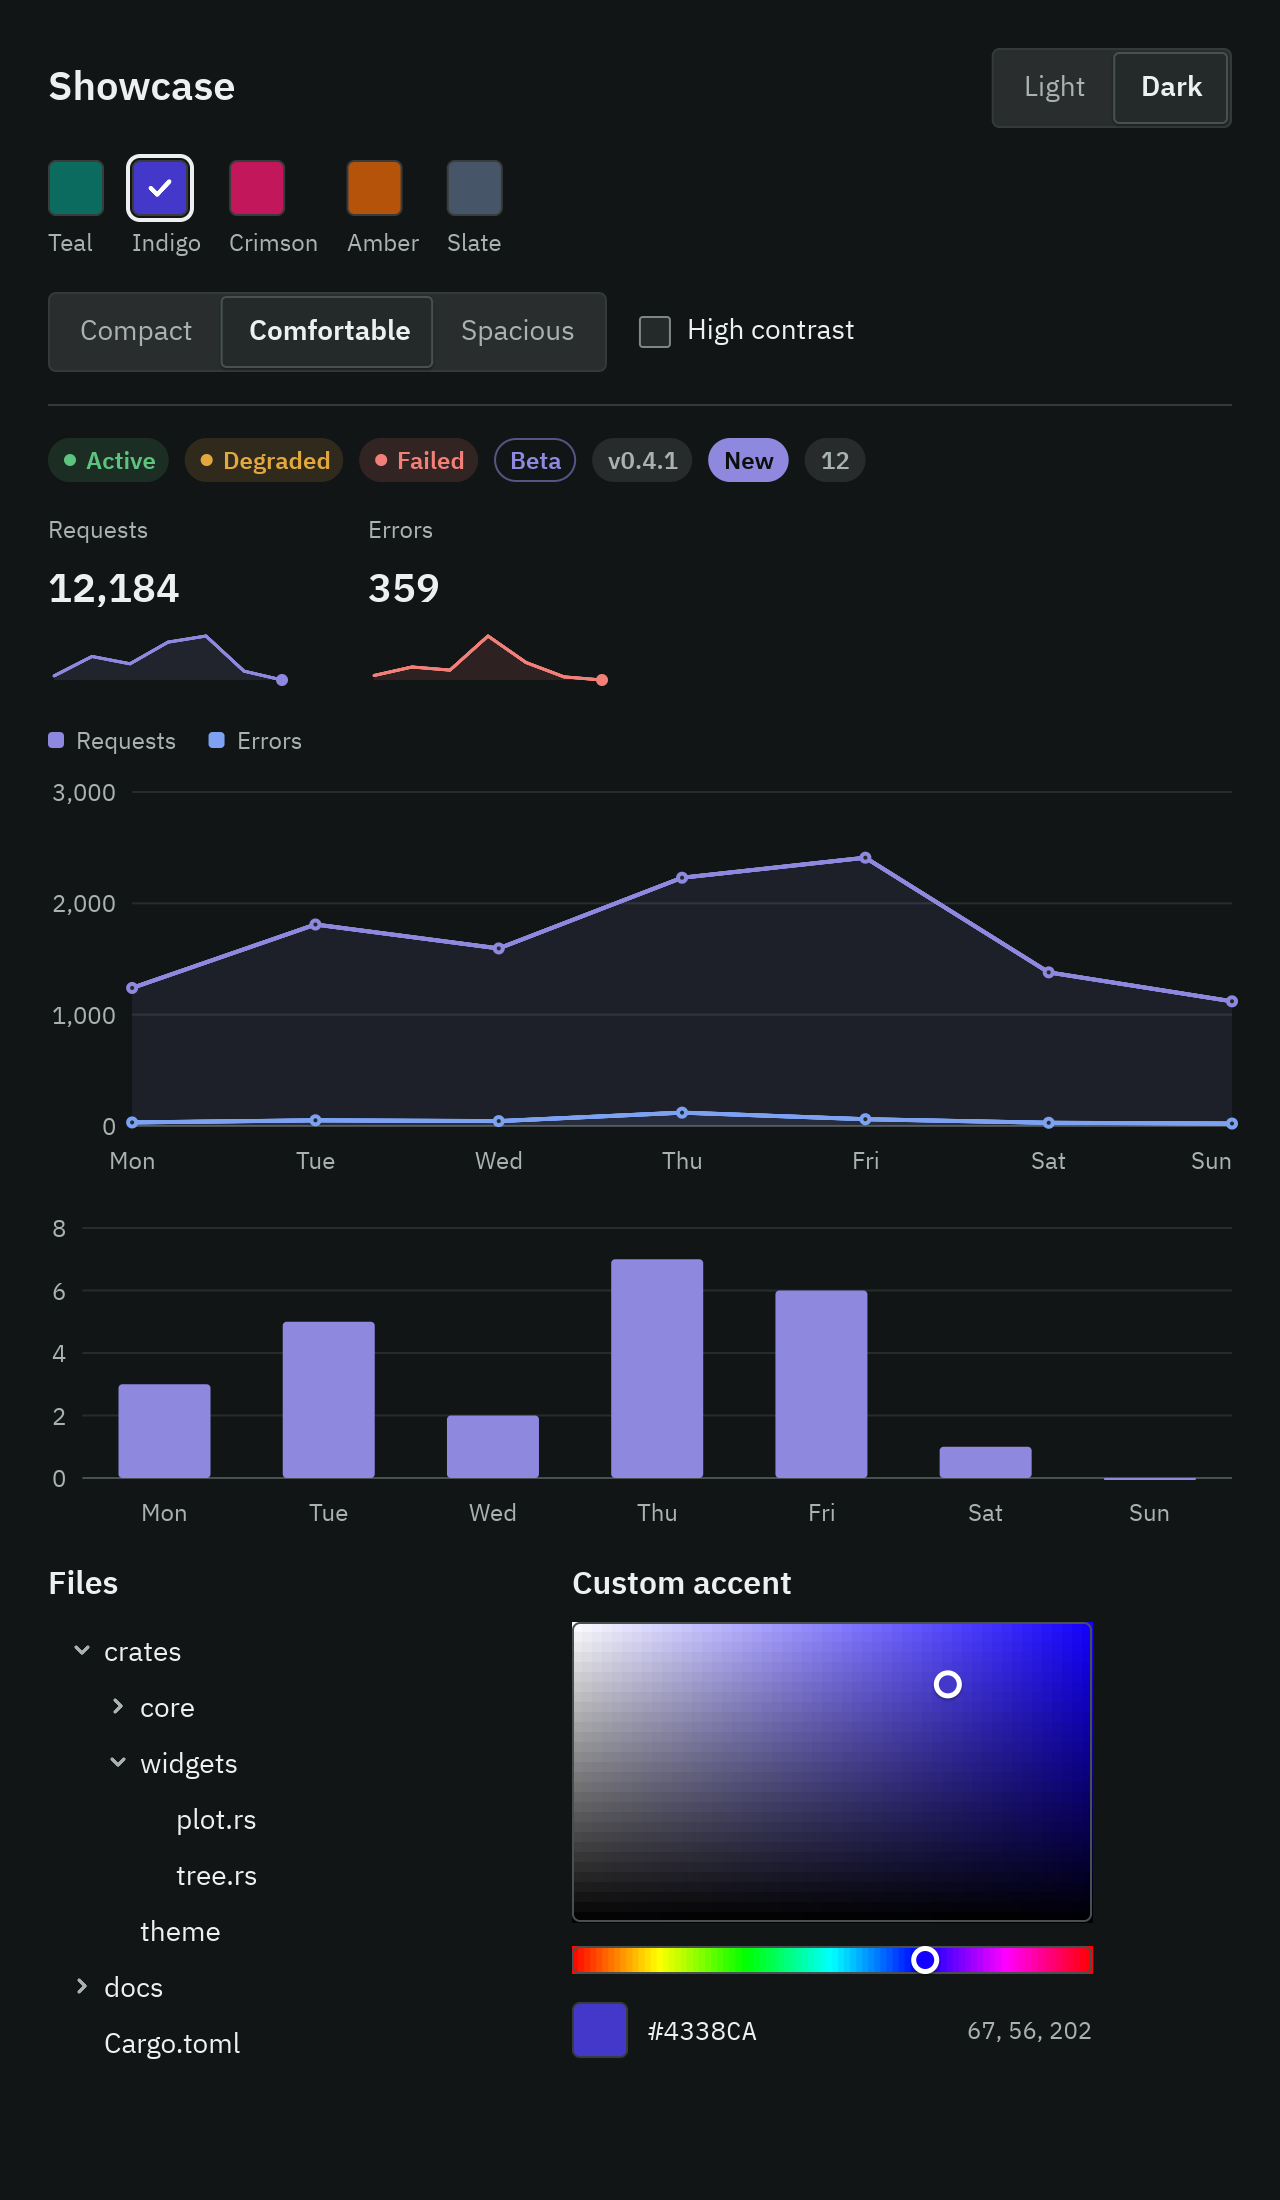 Showcase
Light Dark
Teal Indigo Crimson Amber Slate
Compact Comfortable Spacious High contrast
Active Degraded Failed Beta v0.4.1 New 12
Requests Errors
12,184 359
Requests Errors
3,000
2,000
1,000
0
Mon Tue Wed Thu Fri Sat Sun
8
6
4
2
0
Mon Tue Wed Thu Fri Sat Sun
Files
crates
core
widgets
plot.rs
tree.rs
theme
docs
Cargo.toml
Custom accent
#4338CA 67, 56, 202